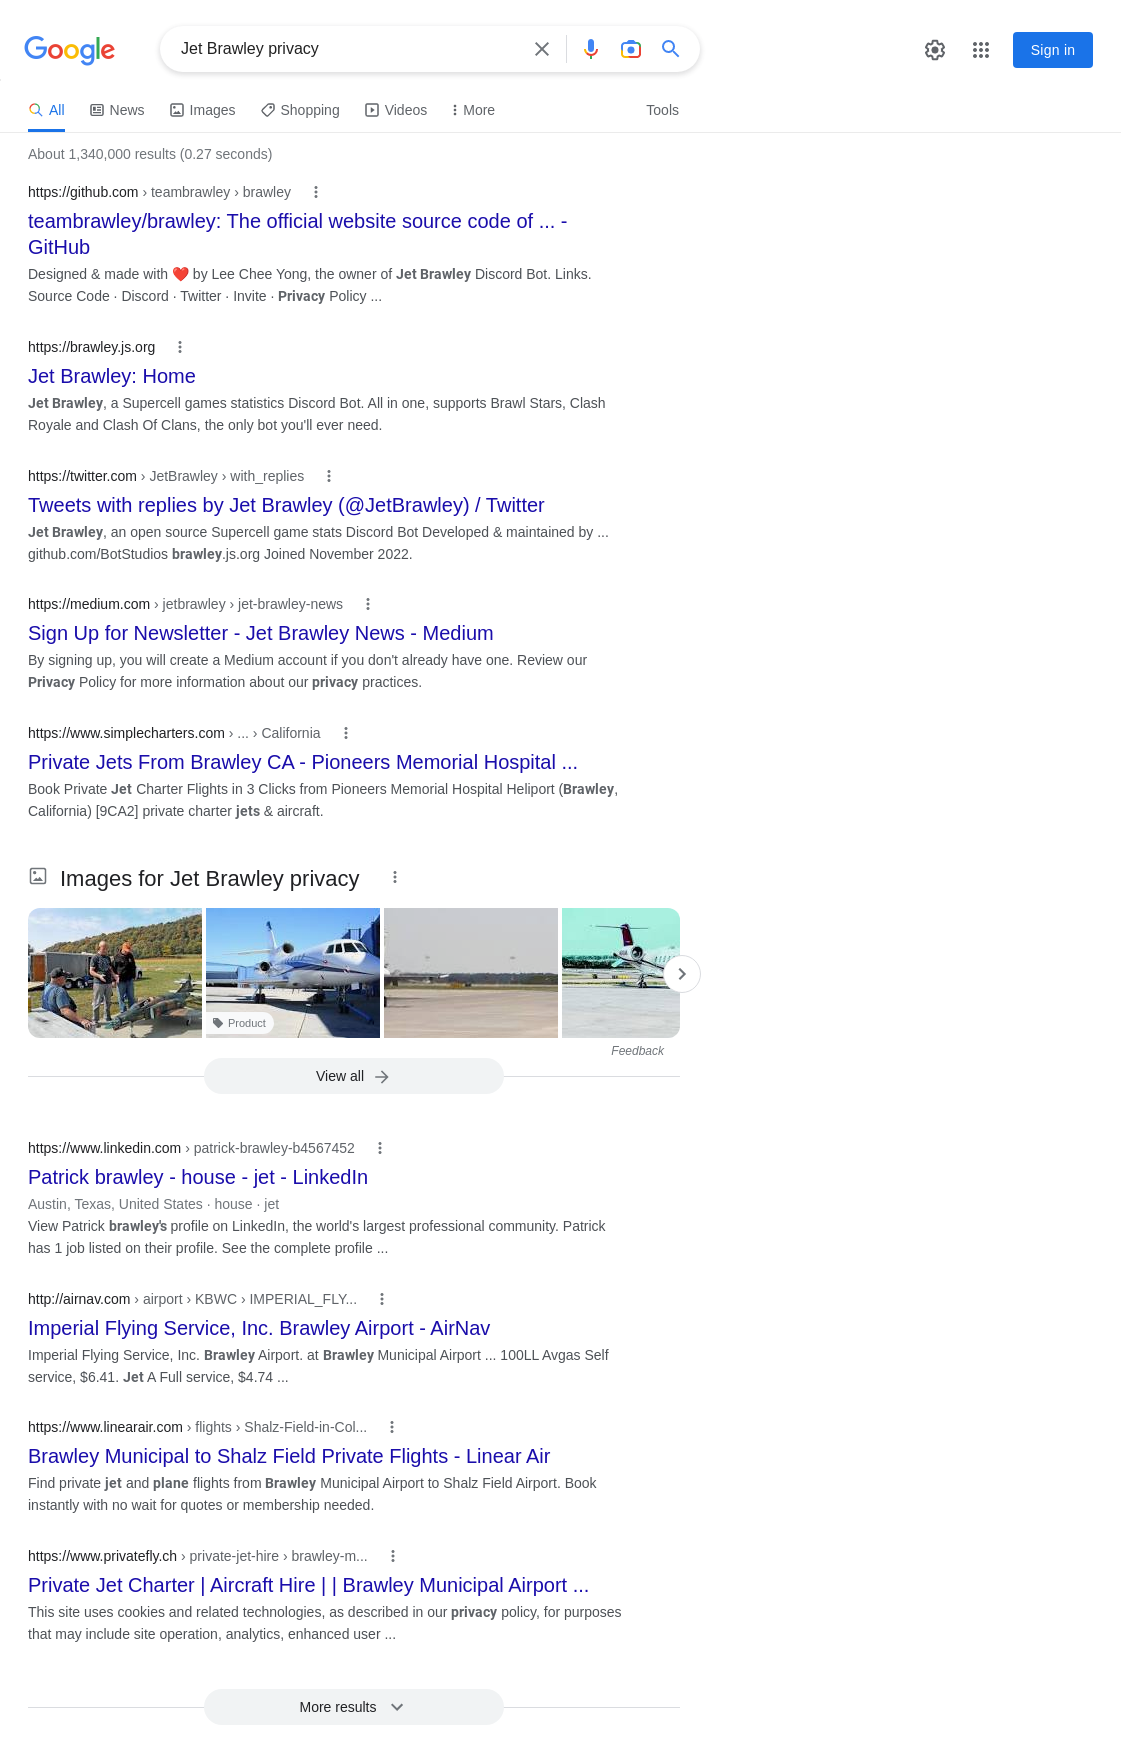 Google
Jet Brawley privacy
Sign in
All
News
Images
Shopping
Videos
More
Tools
About 1,340,000 results (0.27 seconds)
https://github.com › teambrawley › brawley
teambrawley/brawley: The official website source code of ... -
GitHub
Designed & made with ❤️ by Lee Chee Yong, the owner of Jet Brawley Discord Bot. Links.
Source Code · Discord · Twitter · Invite · Privacy Policy ...
https://brawley.js.org
Jet Brawley: Home
Jet Brawley, a Supercell games statistics Discord Bot. All in one, supports Brawl Stars, Clash
Royale and Clash Of Clans, the only bot you'll ever need.
https://twitter.com › JetBrawley › with_replies
Tweets with replies by Jet Brawley (@JetBrawley) / Twitter
Jet Brawley, an open source Supercell game stats Discord Bot Developed & maintained by ...
github.com/BotStudios brawley.js.org Joined November 2022.
https://medium.com › jetbrawley › jet-brawley-news
Sign Up for Newsletter - Jet Brawley News - Medium
By signing up, you will create a Medium account if you don't already have one. Review our
Privacy Policy for more information about our privacy practices.
https://www.simplecharters.com › ... › California
Private Jets From Brawley CA - Pioneers Memorial Hospital ...
Book Private Jet Charter Flights in 3 Clicks from Pioneers Memorial Hospital Heliport (Brawley,
California) [9CA2] private charter jets & aircraft.
Images for Jet Brawley privacy
Product
Feedback
View all
https://www.linkedin.com › patrick-brawley-b4567452
Patrick brawley - house - jet - LinkedIn
Austin, Texas, United States · house · jet
View Patrick brawley's profile on LinkedIn, the world's largest professional community. Patrick
has 1 job listed on their profile. See the complete profile ...
http://airnav.com › airport › KBWC › IMPERIAL_FLY...
Imperial Flying Service, Inc. Brawley Airport - AirNav
Imperial Flying Service, Inc. Brawley Airport. at Brawley Municipal Airport ... 100LL Avgas Self
service, $6.41. Jet A Full service, $4.74 ...
https://www.linearair.com › flights › Shalz-Field-in-Col...
Brawley Municipal to Shalz Field Private Flights - Linear Air
Find private jet and plane flights from Brawley Municipal Airport to Shalz Field Airport. Book
instantly with no wait for quotes or membership needed.
https://www.privatefly.ch › private-jet-hire › brawley-m...
Private Jet Charter | Aircraft Hire | | Brawley Municipal Airport ...
This site uses cookies and related technologies, as described in our privacy policy, for purposes
that may include site operation, analytics, enhanced user ...
More results